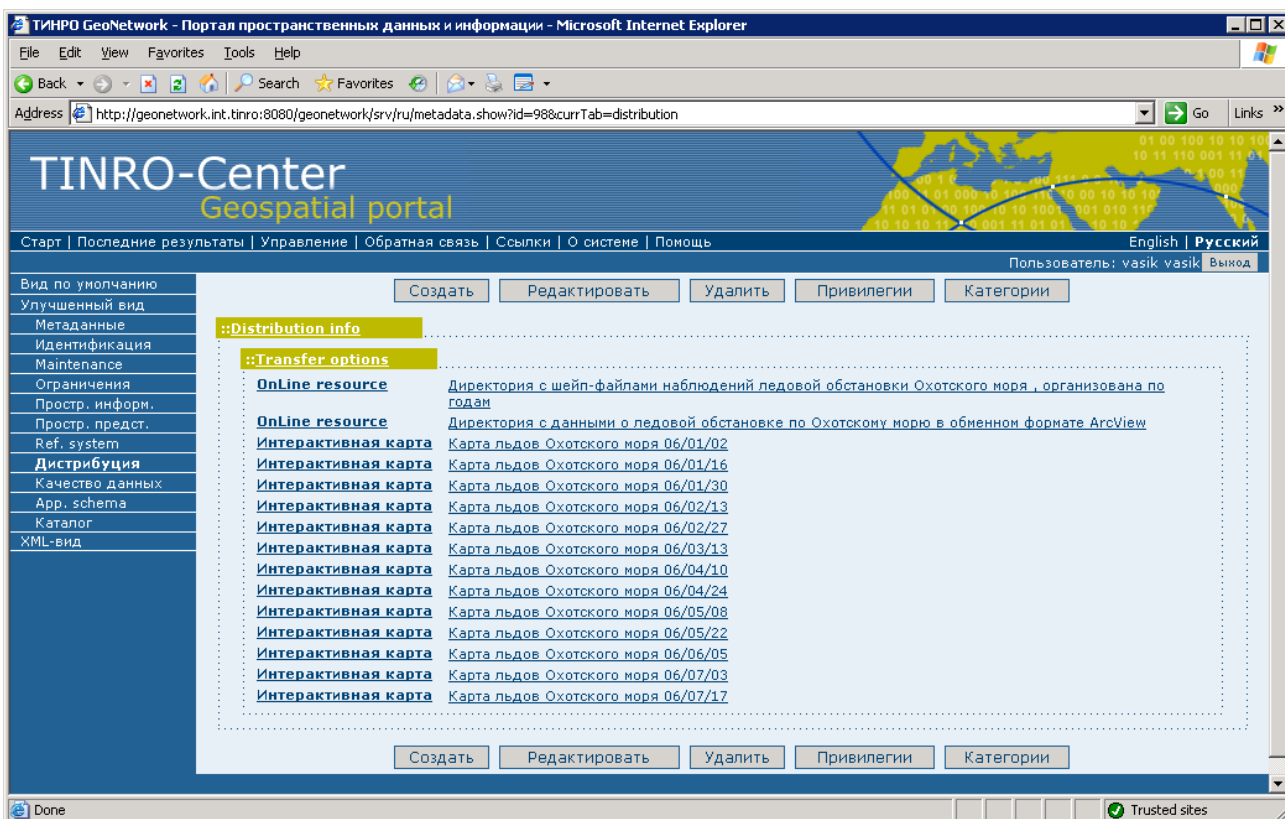 ТИНРО GeoNetwork - Портал пространственных данных и информации - Microsoft Internet Explorer
File Edit View Favorites Tools Help
Back Search Favorites
Address http://geonetwork.int.tinro:8080/geonetwork/srv/ru/metadata.show?id=98&currTab=distribution Go Links »
TINRO-Center
Geospatial portal
Старт | Последние результаты | Управление | Обратная связь | Ссылки | О системе | Помощь English | Русский
Пользователь: vasik vasik Выход
Вид по умолчанию
Улучшенный вид
Метаданные
Идентификация
Maintenance
Ограничения
Простр. информ.
Простр. предст.
Ref. system
Дистрибуция
Качество данных
App. schema
Каталог
XML-вид
Создать Редактировать Удалить Привилегии Категории
::Distribution info
::Transfer options
OnLine resource Директория с шейп-файлами наблюдений ледовой обстановки Охотского моря , организована по
годам
OnLine resource Директория с данными о ледовой обстановке по Охотскому морю в обменном формате ArcView
Интерактивная карта Карта льдов Охотского моря 06/01/02
Интерактивная карта Карта льдов Охотского моря 06/01/16
Интерактивная карта Карта льдов Охотского моря 06/01/30
Интерактивная карта Карта льдов Охотского моря 06/02/13
Интерактивная карта Карта льдов Охотского моря 06/02/27
Интерактивная карта Карта льдов Охотского моря 06/03/13
Интерактивная карта Карта льдов Охотского моря 06/04/10
Интерактивная карта Карта льдов Охотского моря 06/04/24
Интерактивная карта Карта льдов Охотского моря 06/05/08
Интерактивная карта Карта льдов Охотского моря 06/05/22
Интерактивная карта Карта льдов Охотского моря 06/06/05
Интерактивная карта Карта льдов Охотского моря 06/07/03
Интерактивная карта Карта льдов Охотского моря 06/07/17
Создать Редактировать Удалить Привилегии Категории
Done Trusted sites